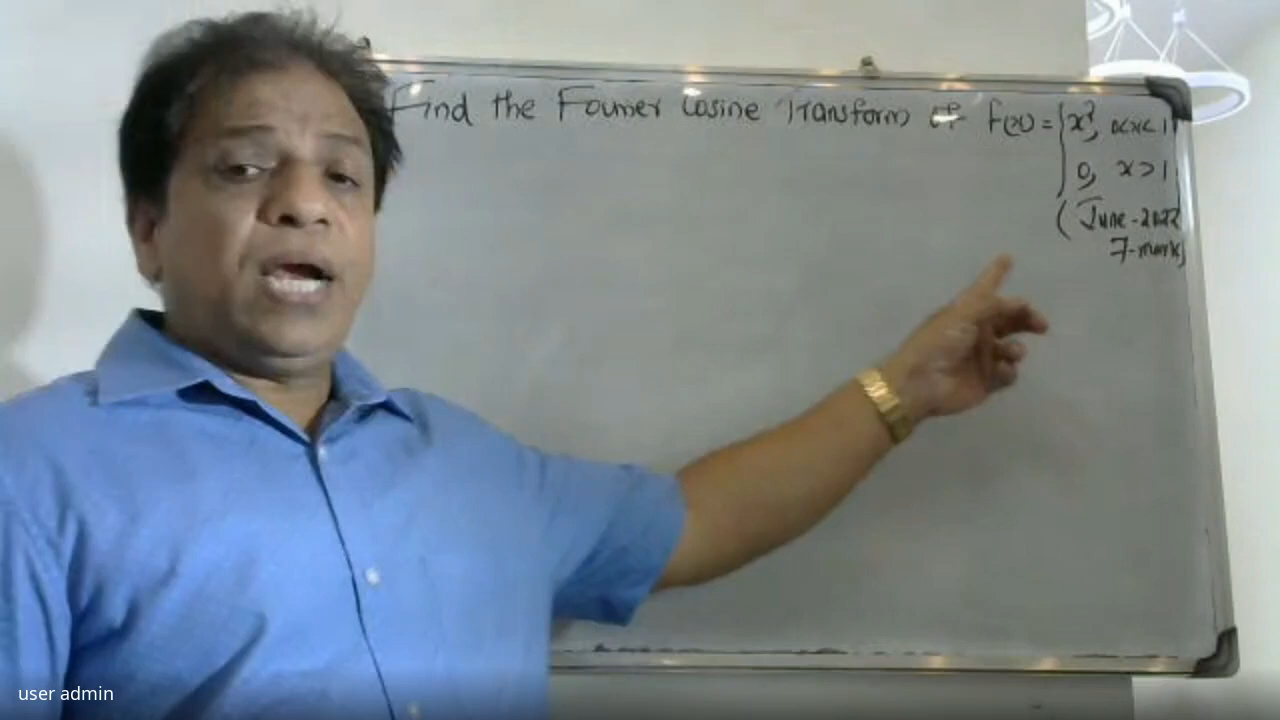 Find the Fourier Cosine Transform of f(x) = { x², 0<x<1
0, x>1
(June-2022
7-marks)
user admin